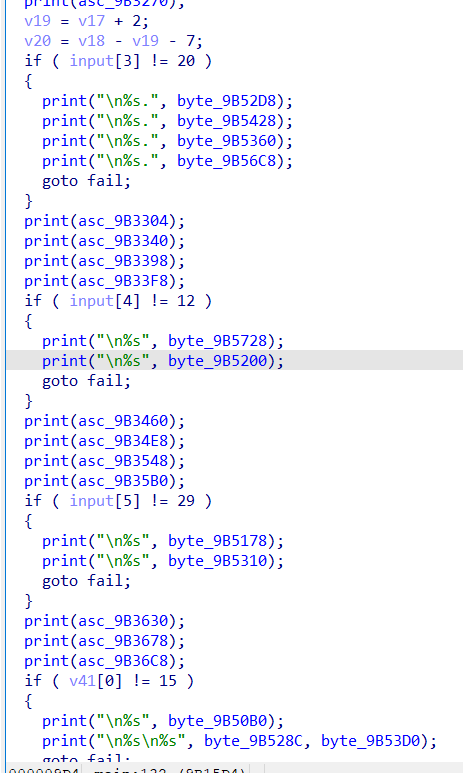 print(asc_9B3270);
v19 = v17 + 2;
v20 = v18 - v19 - 7;
if ( input[3] != 20 )
{
print("\n%s.", byte_9B52D8);
print("\n%s.", byte_9B5428);
print("\n%s.", byte_9B5360);
print("\n%s.", byte_9B56C8);
goto fail;
}
print(asc_9B3304);
print(asc_9B3340);
print(asc_9B3398);
print(asc_9B33F8);
if ( input[4] != 12 )
{
print("\n%s", byte_9B5728);
print("\n%s", byte_9B5200);
goto fail;
}
print(asc_9B3460);
print(asc_9B34E8);
print(asc_9B3548);
print(asc_9B35B0);
if ( input[5] != 29 )
{
print("\n%s", byte_9B5178);
print("\n%s", byte_9B5310);
goto fail;
}
print(asc_9B3630);
print(asc_9B3678);
print(asc_9B36C8);
if ( v41[0] != 15 )
{
print("\n%s", byte_9B50B0);
print("\n%s\n%s", byte_9B528C, byte_9B53D0);
goto fail;